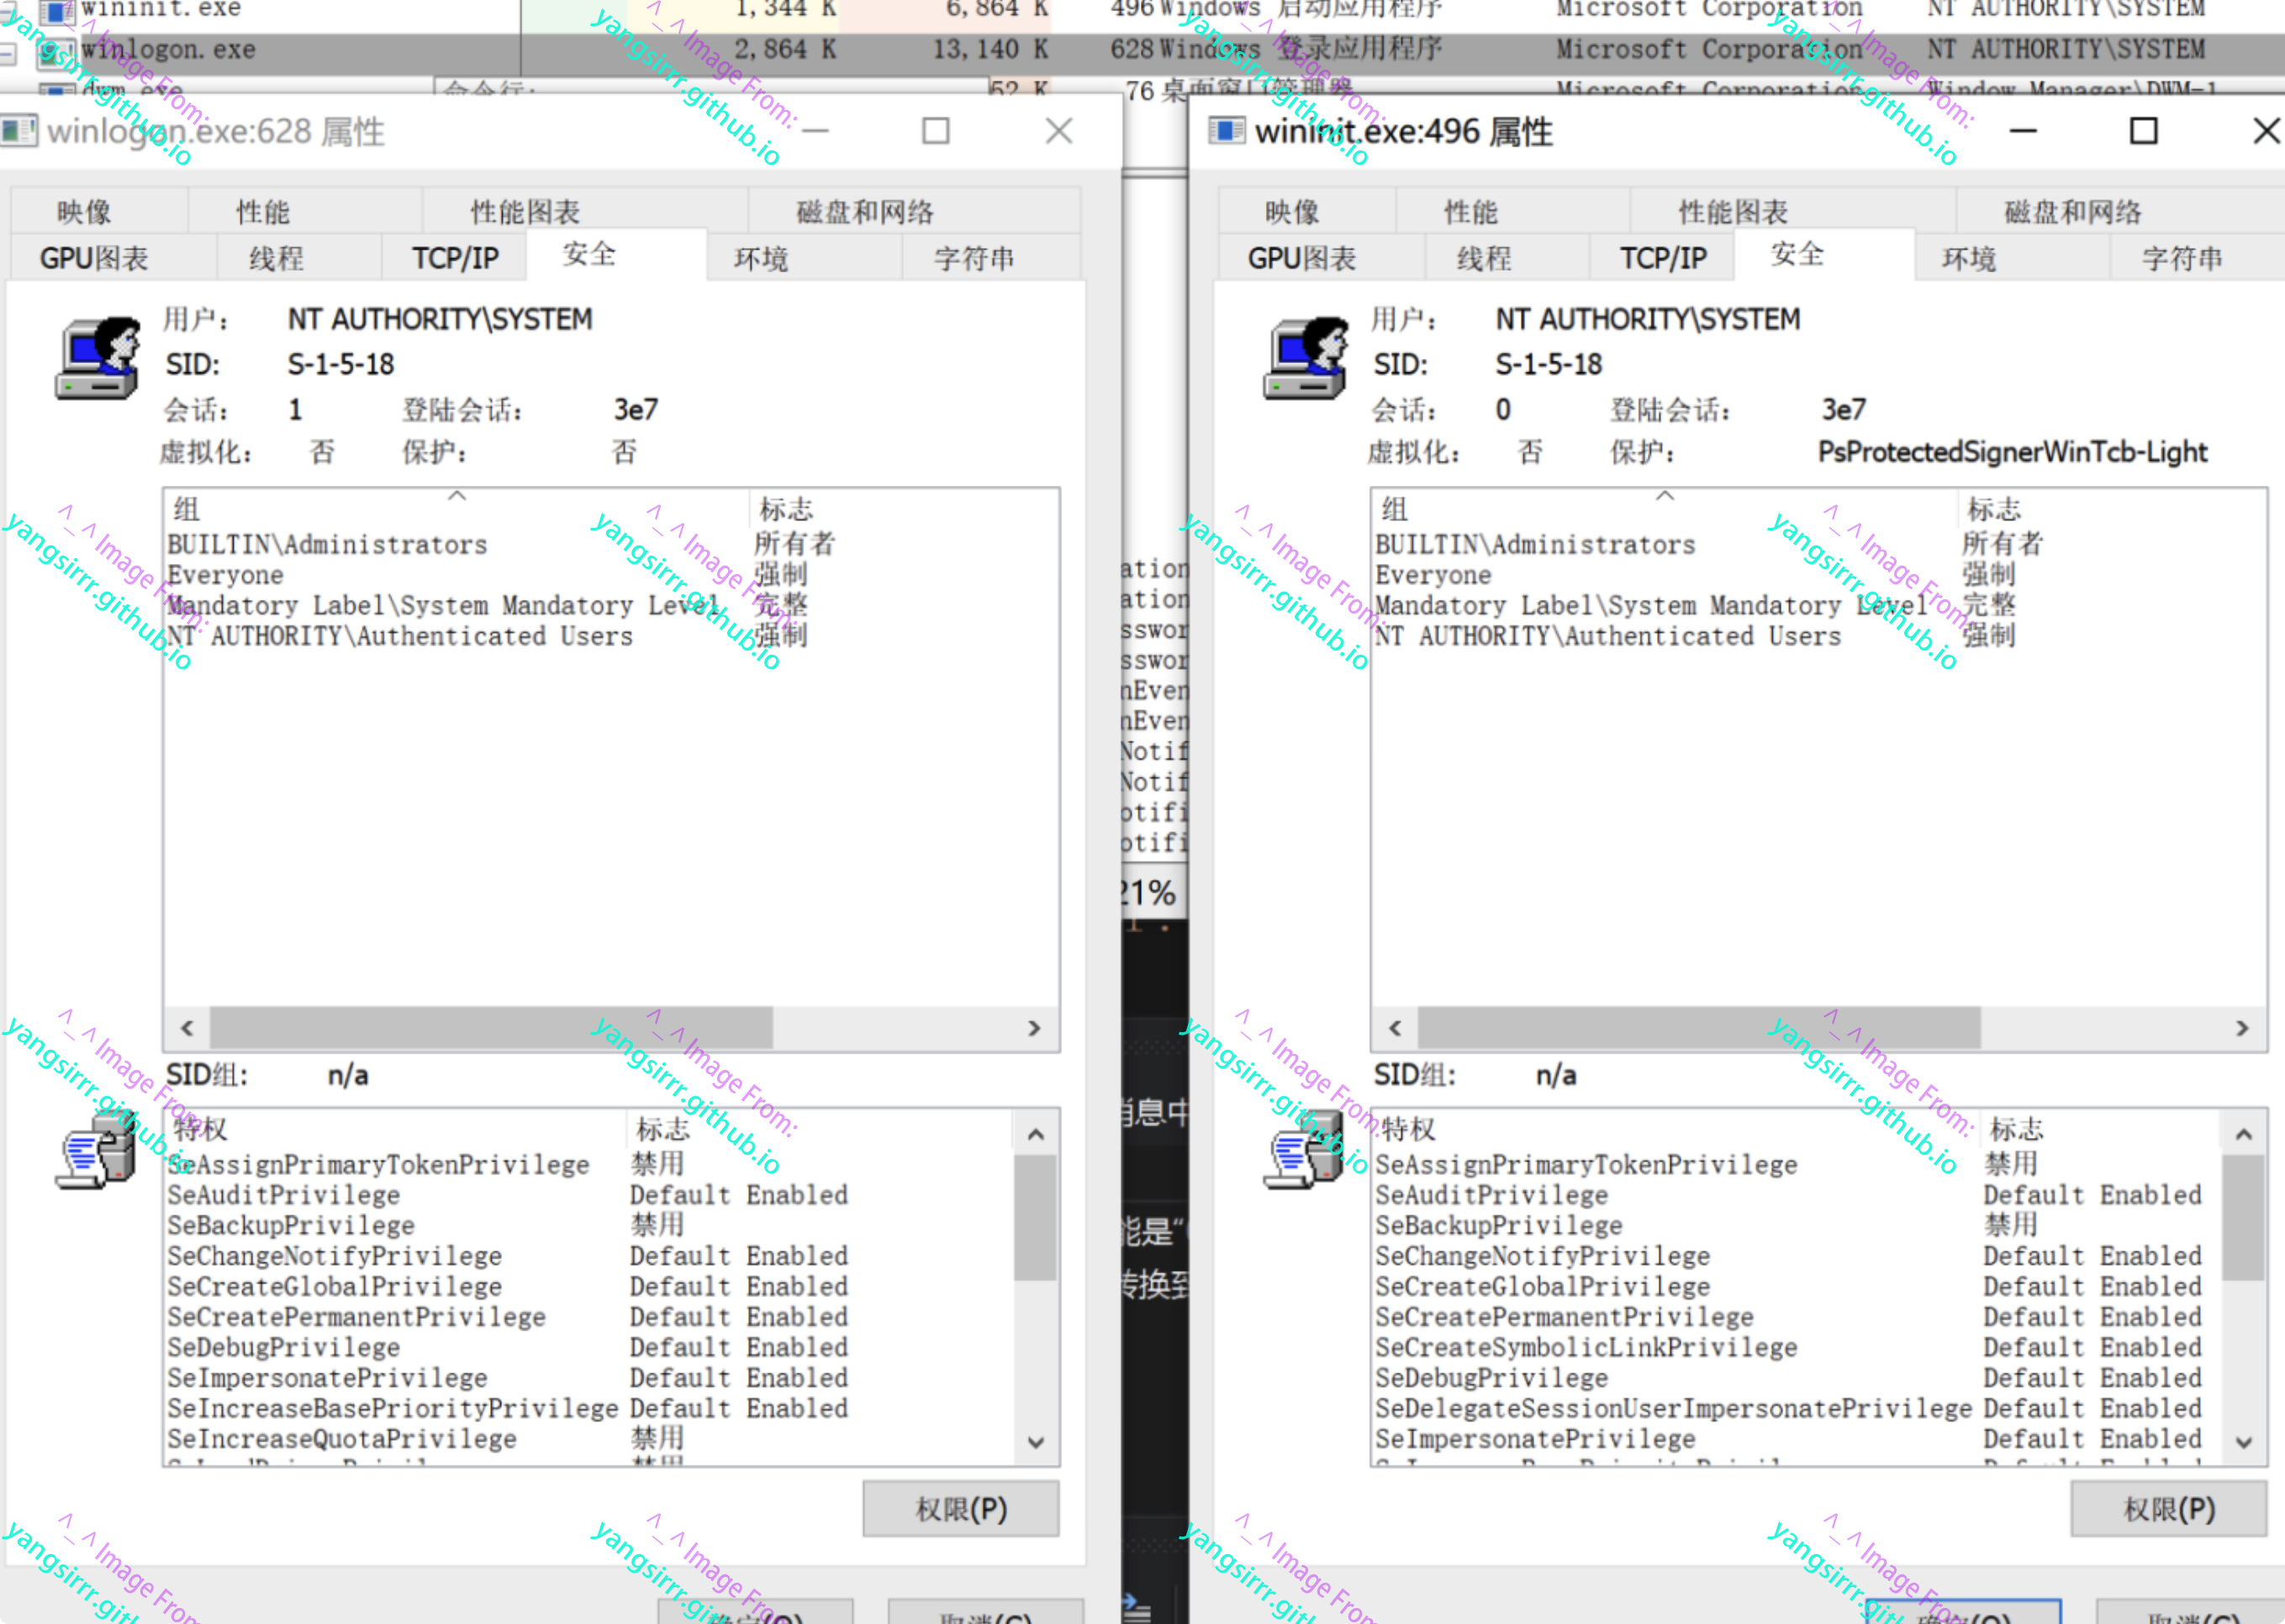 wininit.exe 1,344 K 6,864 K 496 Windows 启动应用程序 Microsoft Corporation NT AUTHORITY\SYSTEM
winlogon.exe 2,864 K 13,140 K 628 Windows 登录应用程序 Microsoft Corporation NT AUTHORITY\SYSTEM
dwm.exe 命令行: 52 K 76 桌面窗口管理器 Microsoft Corporation Window Manager\DWM-1
winlogon.exe:628 属性
映像 性能 性能图表 磁盘和网络
GPU图表 线程 TCP/IP 安全 环境 字符串
用户: NT AUTHORITY\SYSTEM
SID: S-1-5-18
会话: 1 登陆会话: 3e7
虚拟化: 否 保护: 否
组 标志
BUILTIN\Administrators 所有者
Everyone 强制
Mandatory Label\System Mandatory Level 完整
NT AUTHORITY\Authenticated Users 强制
SID组: n/a
特权 标志
SeAssignPrimaryTokenPrivilege 禁用
SeAuditPrivilege Default Enabled
SeBackupPrivilege 禁用
SeChangeNotifyPrivilege Default Enabled
SeCreateGlobalPrivilege Default Enabled
SeCreatePermanentPrivilege Default Enabled
SeDebugPrivilege Default Enabled
SeImpersonatePrivilege Default Enabled
SeIncreaseBasePriorityPrivilege Default Enabled
SeIncreaseQuotaPrivilege 禁用
权限(P)
确定(O) 取消(C)
ation
ation
sswor
sswor
nEven
nEven
Notif
Notif
otifi
otifi
21%
消息中
能是“
转换到
wininit.exe:496 属性
映像 性能 性能图表 磁盘和网络
GPU图表 线程 TCP/IP 安全 环境 字符串
用户: NT AUTHORITY\SYSTEM
SID: S-1-5-18
会话: 0 登陆会话: 3e7
虚拟化: 否 保护: PsProtectedSignerWinTcb-Light
组 标志
BUILTIN\Administrators 所有者
Everyone 强制
Mandatory Label\System Mandatory Level 完整
NT AUTHORITY\Authenticated Users 强制
SID组: n/a
特权 标志
SeAssignPrimaryTokenPrivilege 禁用
SeAuditPrivilege Default Enabled
SeBackupPrivilege 禁用
SeChangeNotifyPrivilege Default Enabled
SeCreateGlobalPrivilege Default Enabled
SeCreatePermanentPrivilege Default Enabled
SeCreateSymbolicLinkPrivilege Default Enabled
SeDebugPrivilege Default Enabled
SeDelegateSessionUserImpersonatePrivilege Default Enabled
SeImpersonatePrivilege Default Enabled
权限(P)
确定(O) 取消(C)
^_^ Image From:
yangsirrr.github.io